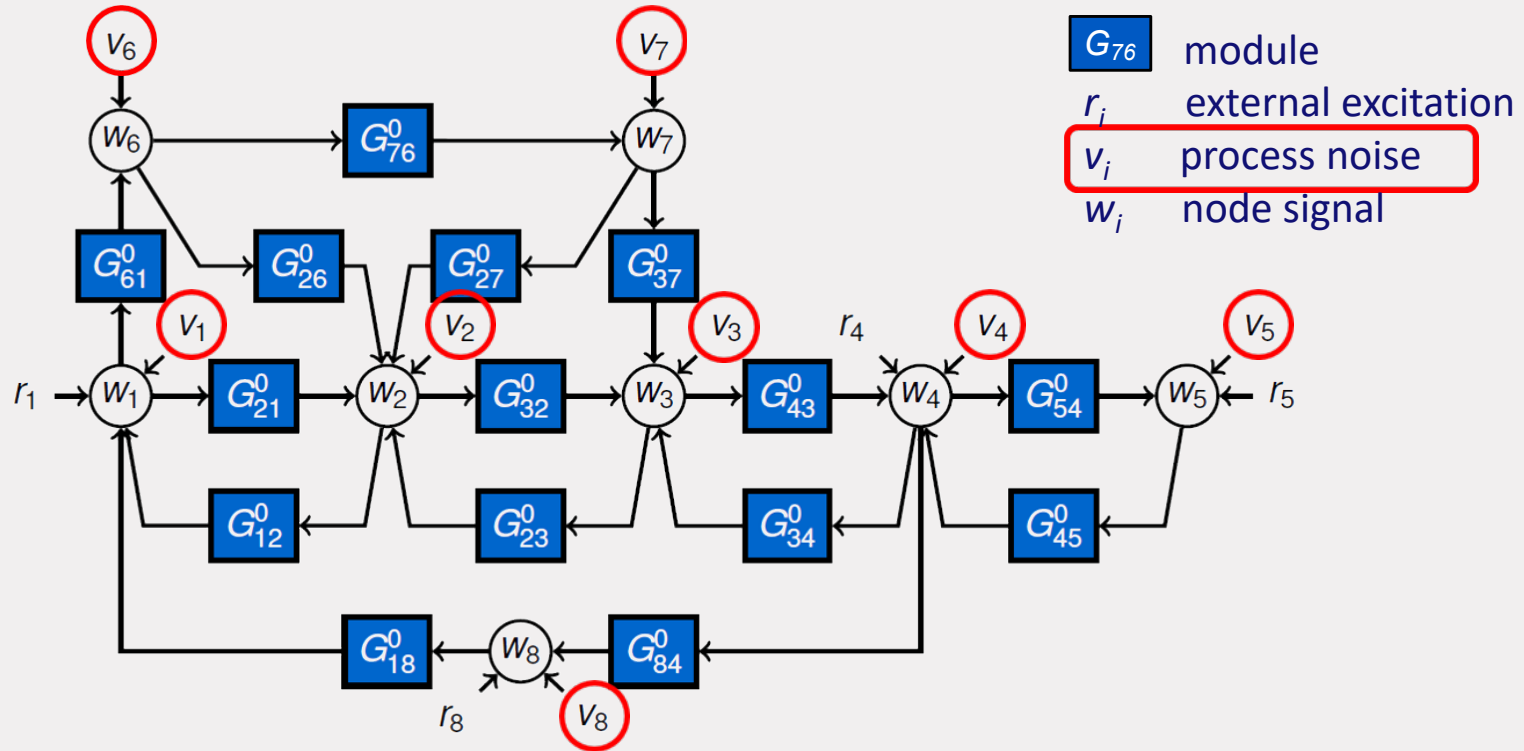 v₆ v₇ G₇₆ module
rᵢ external excitation
w₆ G⁰₇₆ w₇ vᵢ process noise
wᵢ node signal
G⁰₆₁ G⁰₂₆ G⁰₂₇ G⁰₃₇
v₁ v₂ v₃ r₄ v₄ v₅
r₁ w₁ G⁰₂₁ w₂ G⁰₃₂ w₃ G⁰₄₃ w₄ G⁰₅₄ w₅ r₅
G⁰₁₂ G⁰₂₃ G⁰₃₄ G⁰₄₅
G⁰₁₈ w₈ G⁰₈₄
r₈ v₈